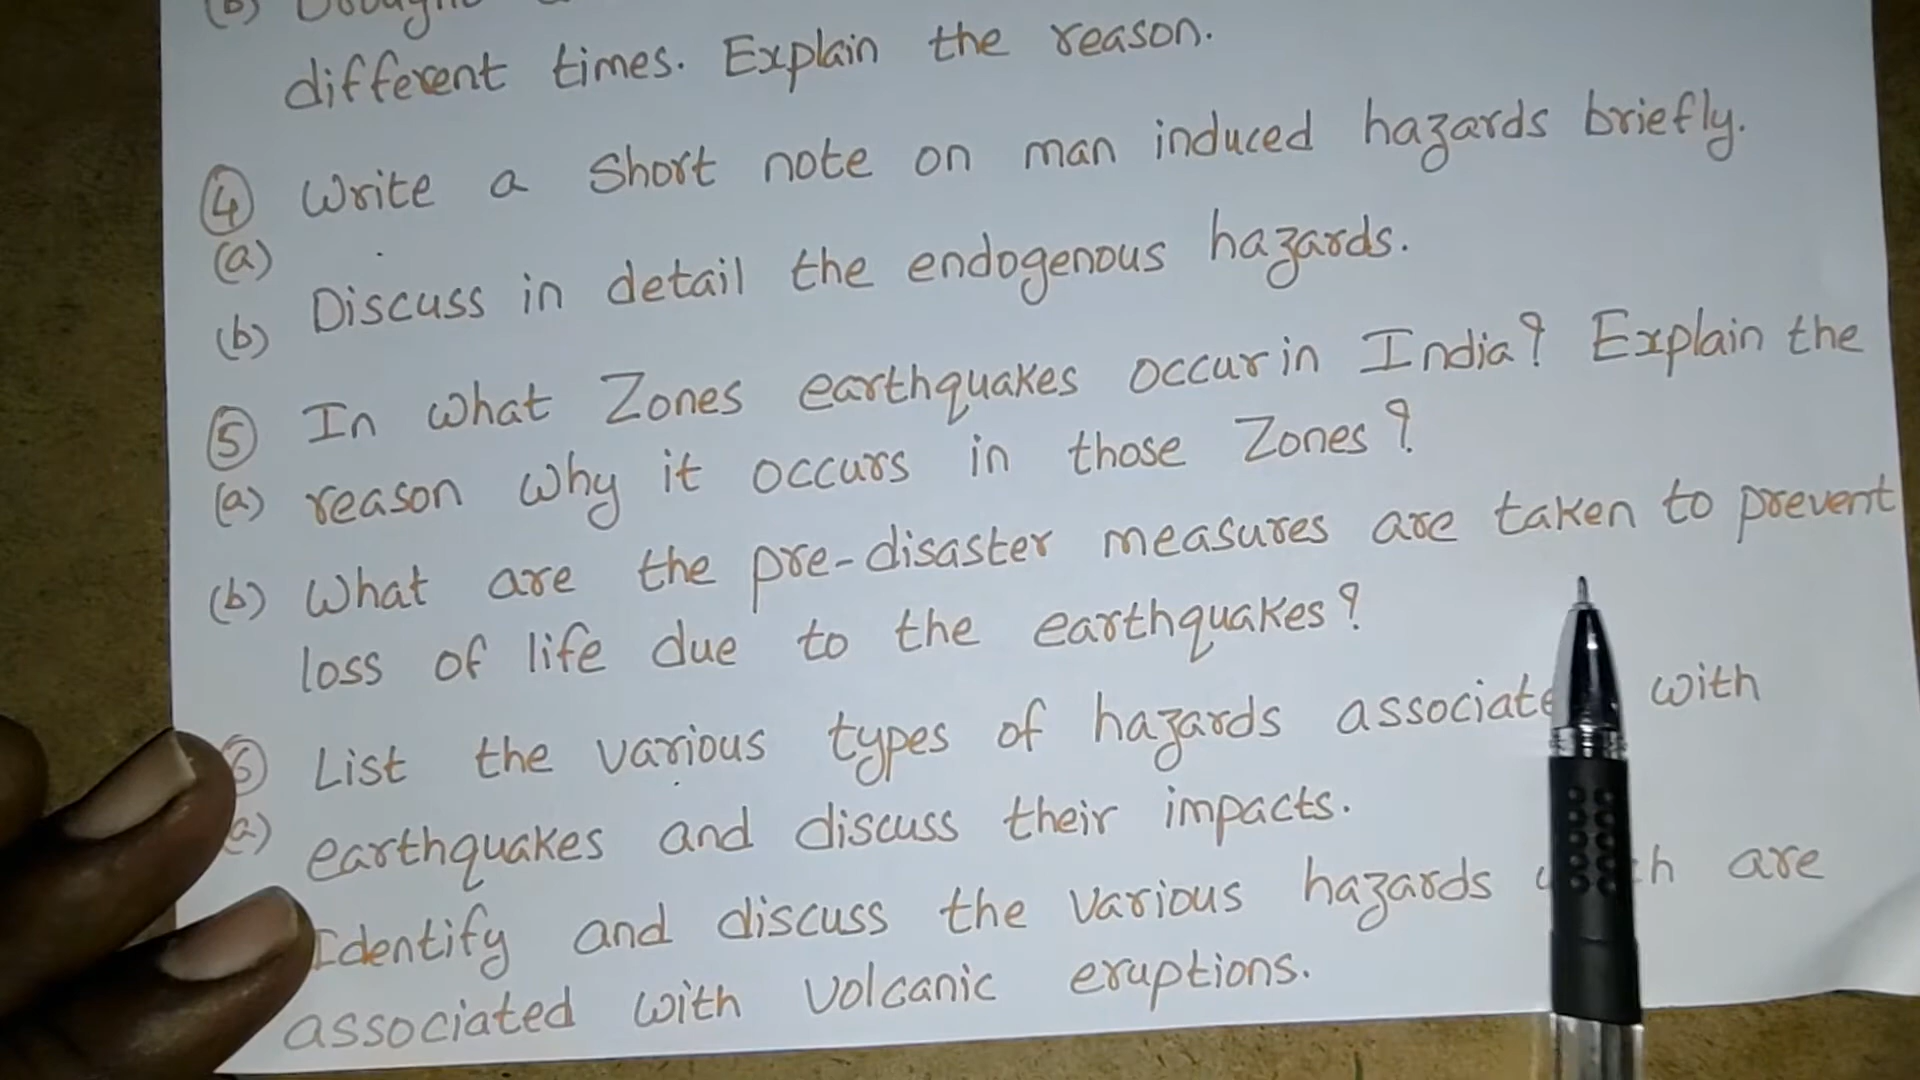 (b)
different times. Explain the reason.
④ Write a Short note on man induced hazards briefly.
(a)
(b) Discuss in detail the endogenous hazards.
⑤ In what Zones earthquakes occur in India? Explain the
(a) reason why it occurs in those Zones?
(b) What are the pre-disaster measures are taken to prevent
loss of life due to the earthquakes?
⑥ List the various types of hazards with
a) earthquakes and discuss their impacts.
Identify and discuss the various hazards are
associated with volcanic eruptions.